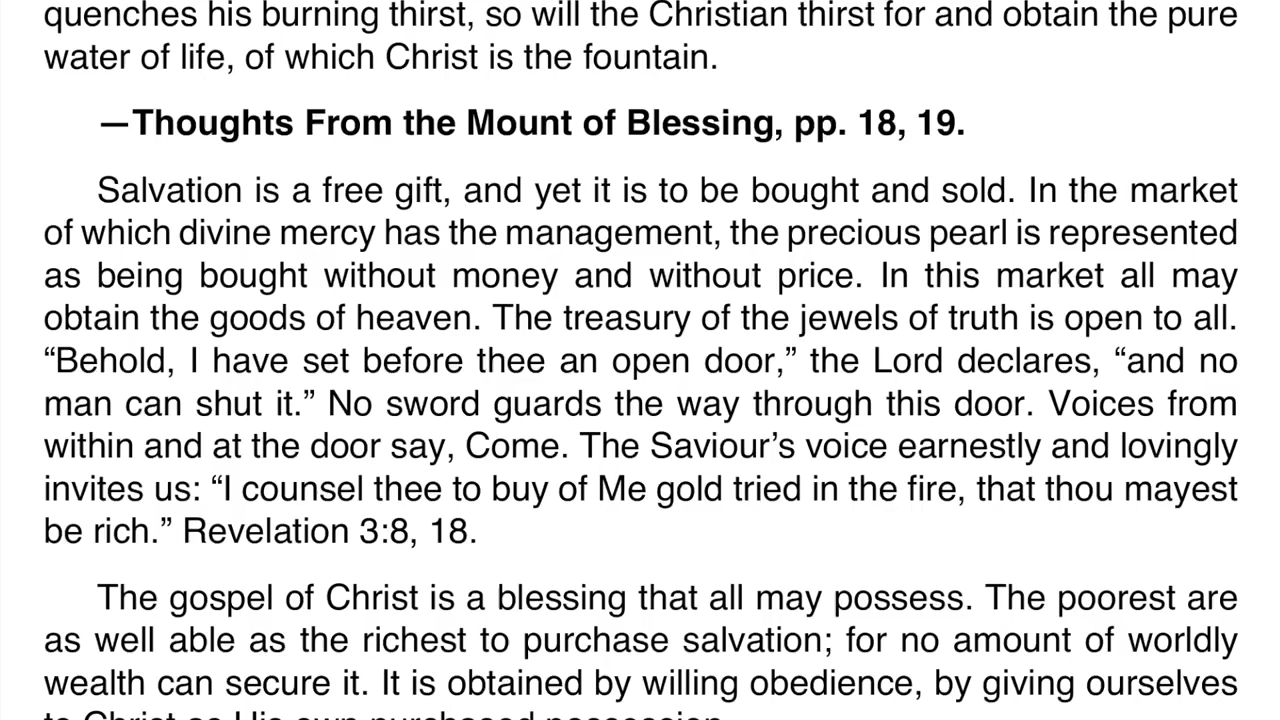 quenches his burning thirst, so will the Christian thirst for and obtain the pure
water of life, of which Christ is the fountain.
—Thoughts From the Mount of Blessing, pp. 18, 19.
Salvation is a free gift, and yet it is to be bought and sold. In the market
of which divine mercy has the management, the precious pearl is represented
as being bought without money and without price. In this market all may
obtain the goods of heaven. The treasury of the jewels of truth is open to all.
“Behold, I have set before thee an open door,” the Lord declares, “and no
man can shut it.” No sword guards the way through this door. Voices from
within and at the door say, Come. The Saviour’s voice earnestly and lovingly
invites us: “I counsel thee to buy of Me gold tried in the fire, that thou mayest
be rich.” Revelation 3:8, 18.
The gospel of Christ is a blessing that all may possess. The poorest are
as well able as the richest to purchase salvation; for no amount of worldly
wealth can secure it. It is obtained by willing obedience, by giving ourselves
to Christ as His own purchased possession.